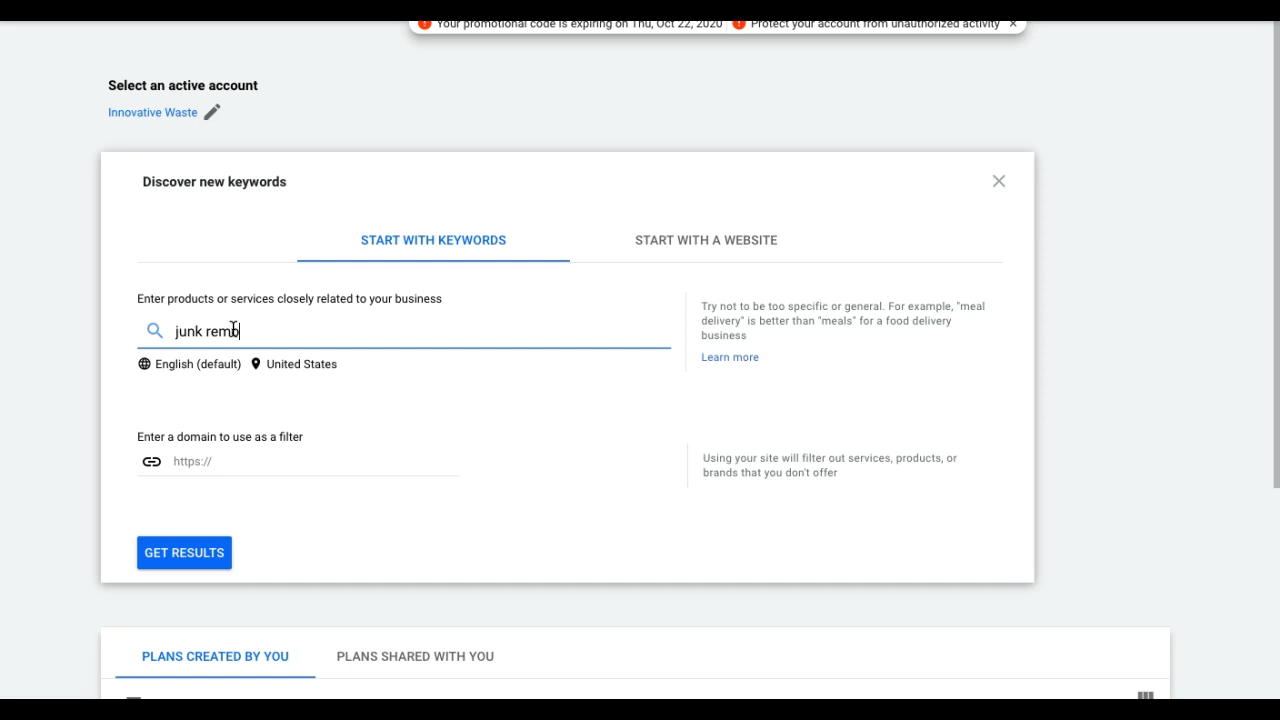 Your promotional code is expiring on Thu, Oct 22, 2020 Protect your account from unauthorized activity
Select an active account
Innovative Waste
Discover new keywords
START WITH KEYWORDS START WITH A WEBSITE
Enter products or services closely related to your business
junk remo
English (default) United States
Try not to be too specific or general. For example, "meal
delivery" is better than "meals" for a food delivery
business
Learn more
Enter a domain to use as a filter
https://
Using your site will filter out services, products, or
brands that you don't offer
GET RESULTS
PLANS CREATED BY YOU PLANS SHARED WITH YOU